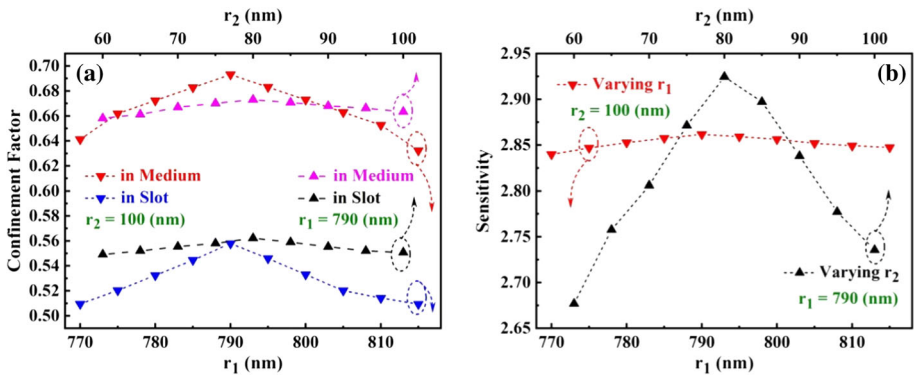 r2 (nm)
60 70 80 90 100
(a)
0.70
0.68
0.66
0.64
0.62
0.60
0.58
0.56
0.54
0.52
0.50
Confinement Factor
in Medium
in Slot
r2 = 100 (nm)
in Medium
in Slot
r1 = 790 (nm)
770 780 790 800 810
r1 (nm)
r2 (nm)
60 70 80 90 100
(b)
2.95
2.90
2.85
2.80
2.75
2.70
2.65
Sensitivity
Varying r1
r2 = 100 (nm)
Varying r2
r1 = 790 (nm)
770 780 790 800 810
r1 (nm)